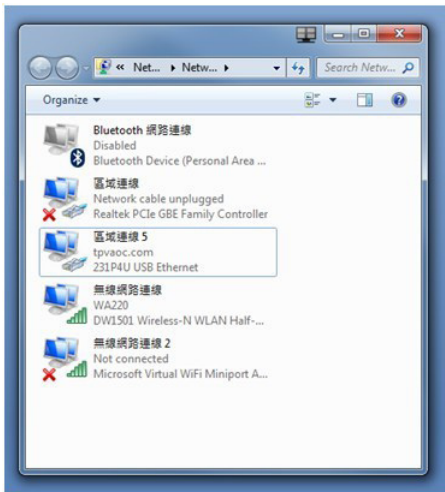 « Net... Netw...
Search Netw...
Organize
Bluetooth 網路連線
Disabled
Bluetooth Device (Personal Area ...
區域連線
Network cable unplugged
Realtek PCIe GBE Family Controller
區域連線 5
tpvaoc.com
231P4U USB Ethernet
無線網路連線
WA220
DW1501 Wireless-N WLAN Half-...
無線網路連線 2
Not connected
Microsoft Virtual WiFi Miniport A...